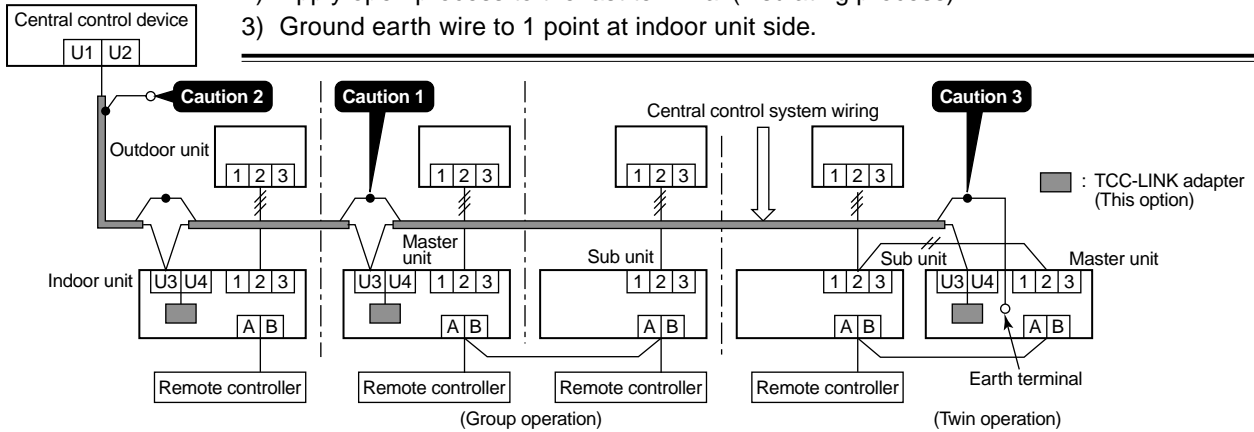 3) Ground earth wire to 1 point at indoor unit side.
Central control device
U1 U2
Caution 2
Caution 1
Central control system wiring
Caution 3
Outdoor unit
1 2 3
1 2 3
1 2 3
1 2 3
: TCC-LINK adapter
(This option)
Indoor unit
U3 U4
1 2 3
A B
Master
unit
U3 U4
1 2 3
A B
Sub unit
1 2 3
A B
Sub unit
1 2 3
A B
Master unit
U3 U4
1 2 3
A B
Earth terminal
Remote controller
Remote controller
Remote controller
Remote controller
(Group operation)
(Twin operation)